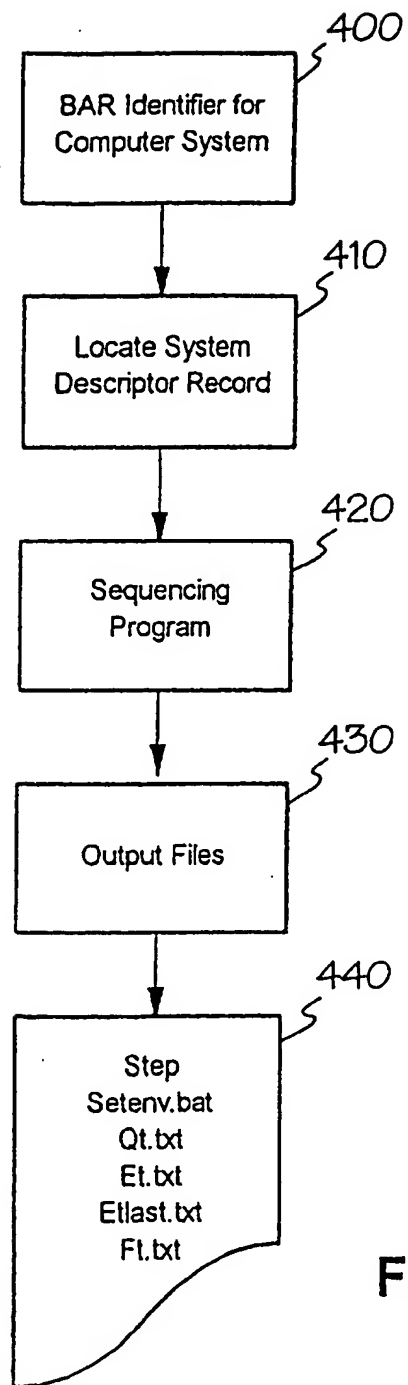 400
BAR Identifier for
Computer System
410
Locate System
Descriptor Record
420
Sequencing
Program
430
Output Files
440
Step
Setenv.bat
Qt.txt
Et.txt
Etlast.txt
Ft.txt
F